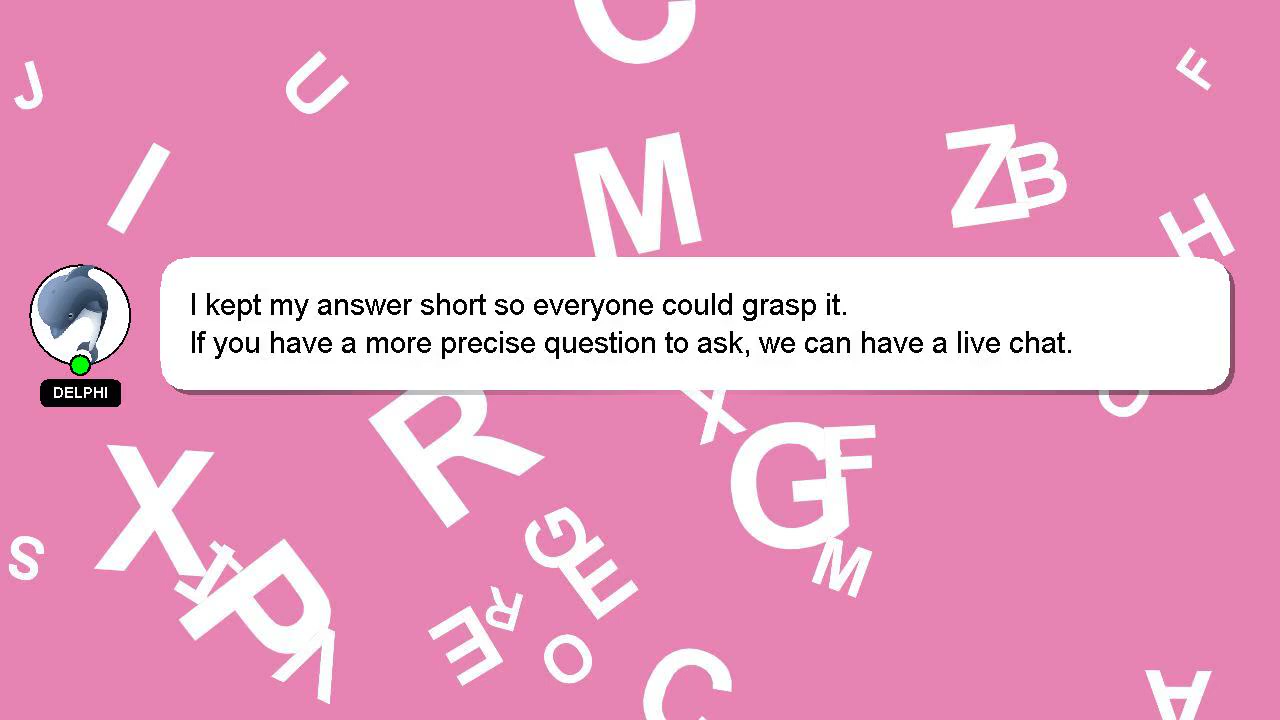 C
J
U
F
I
M
Z
B
H
I kept my answer short so everyone could grasp it.
If you have a more precise question to ask, we can have a live chat.
DELPHI
R
X
O
G
F
X
S
P
V
G
E
M
E
R
O
C
A